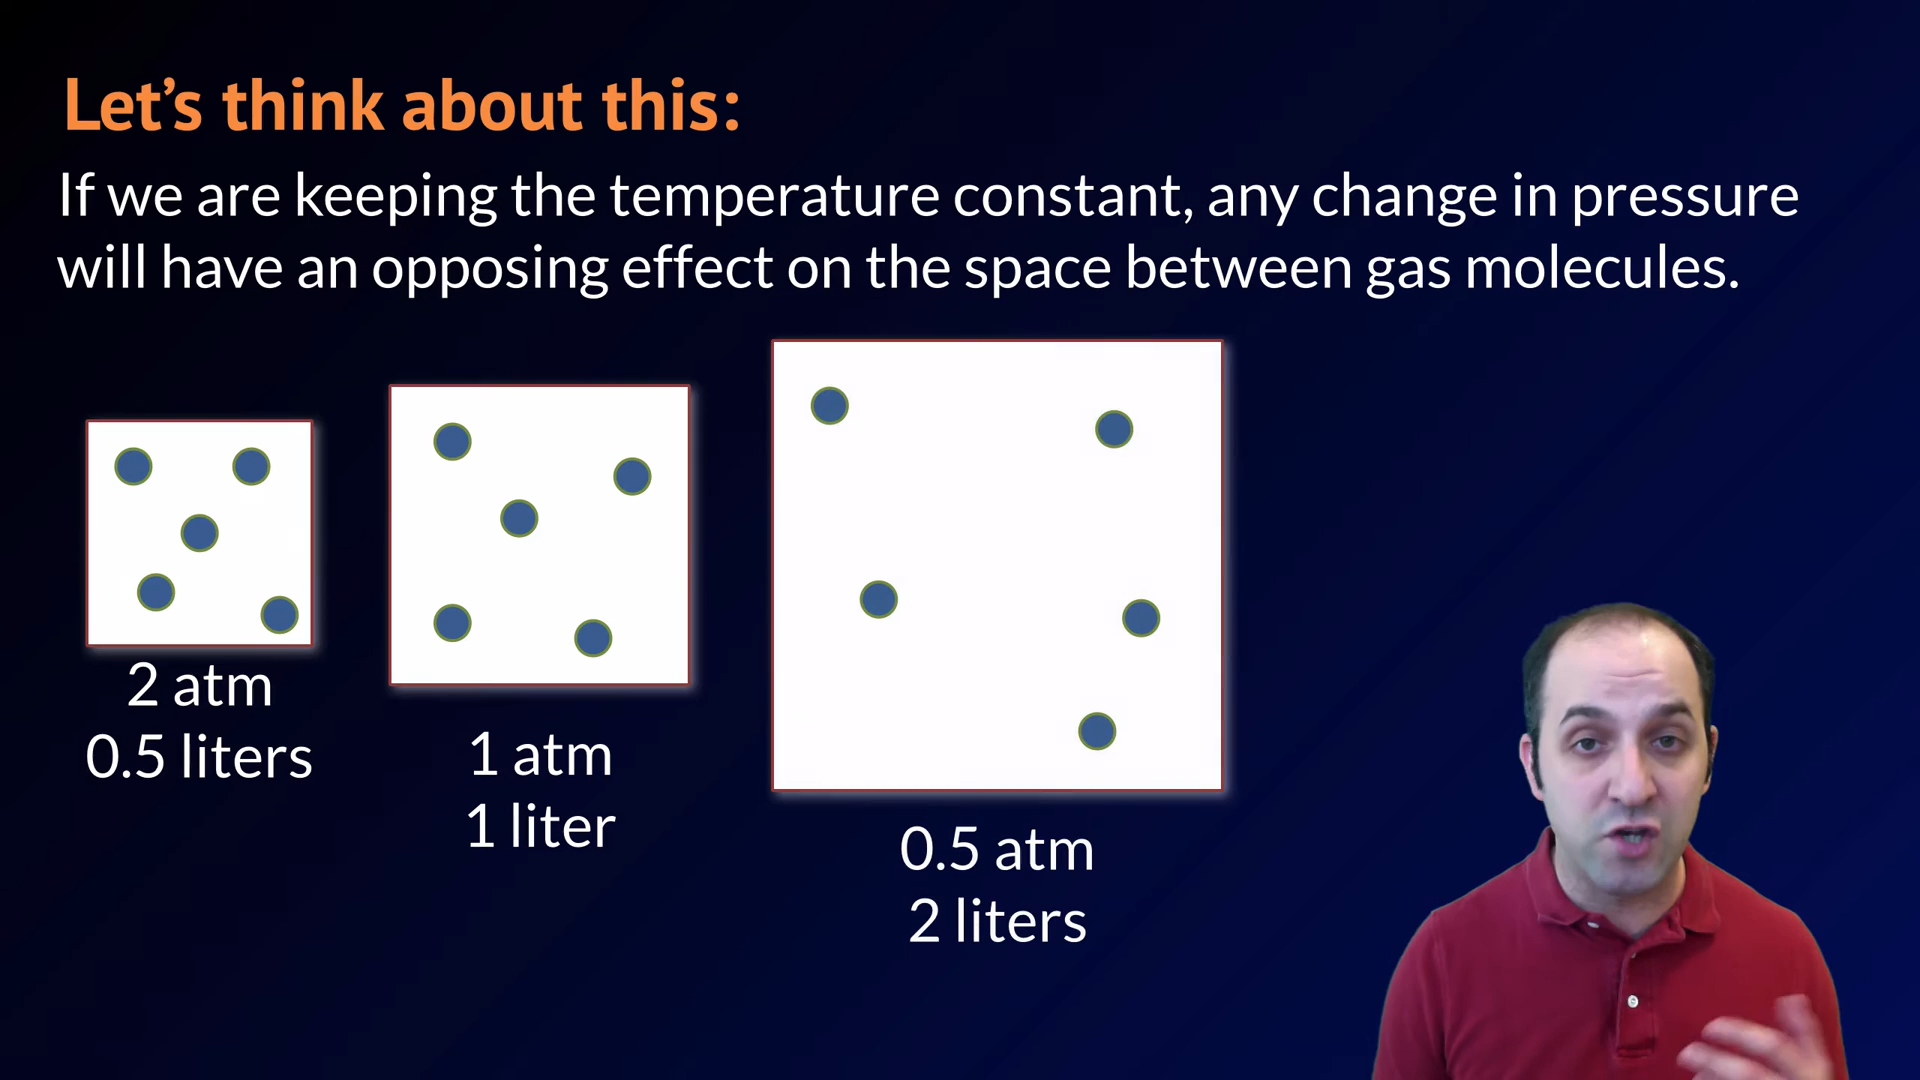 Let’s think about this:
If we are keeping the temperature constant, any change in pressure
will have an opposing effect on the space between gas molecules.
2 atm
0.5 liters
1 atm
1 liter
0.5 atm
2 liters